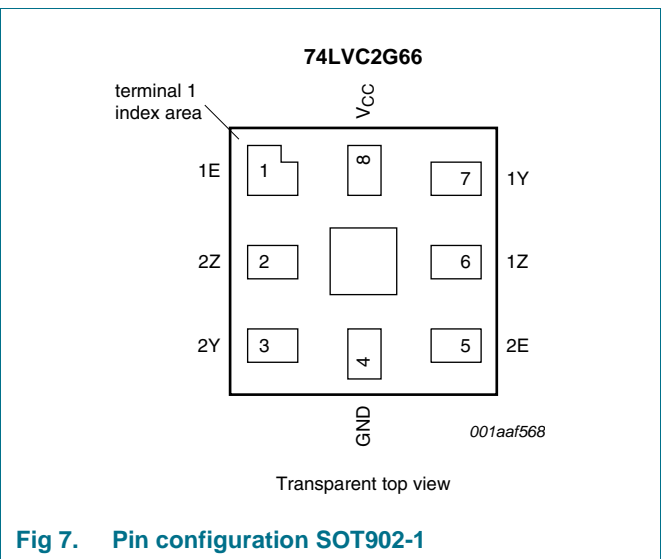 74LVC2G66
terminal 1
index area
VCC
1E
1
8
7
1Y
2Z
2
6
1Z
2Y
3
4
5
2E
GND
001aaf568
Transparent top view
Fig 7. Pin configuration SOT902-1